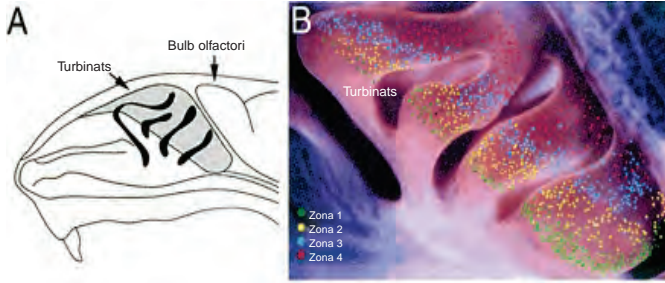 A
Bulb olfactori
Turbinats
B
Turbinats
Zona 1
Zona 2
Zona 3
Zona 4